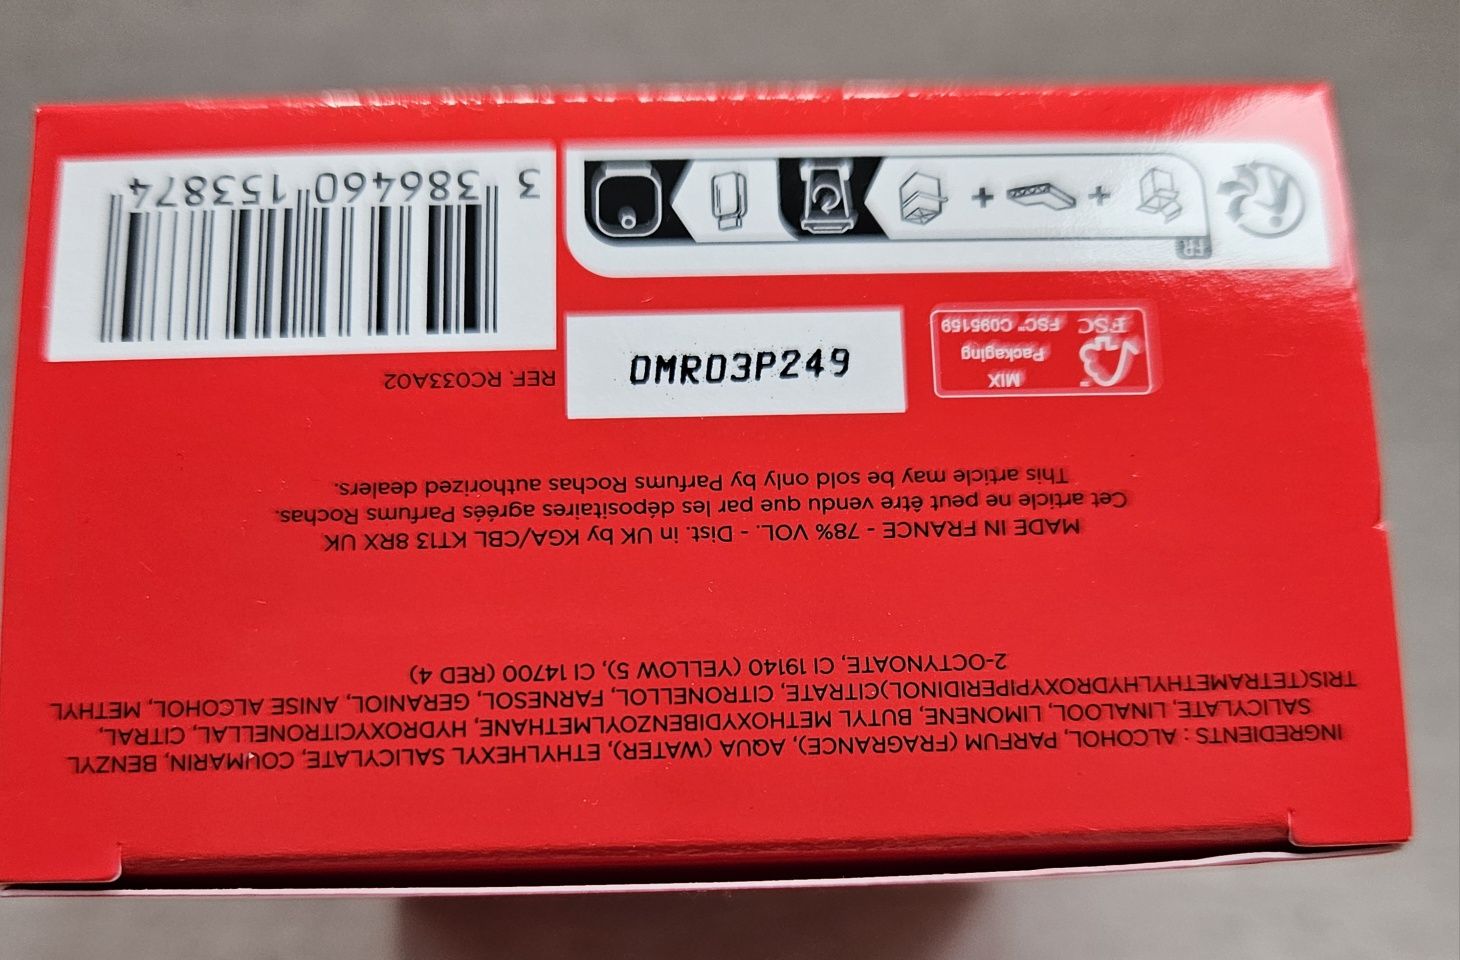 INGREDIENTS : ALCOHOL, PARFUM (FRAGRANCE), AQUA (WATER), ETHYLHEXYL SALICYLATE, COUMARIN, BENZYL
SALICYLATE, LINALOOL, LIMONENE, BUTYL METHOXYDIBENZOYLMETHANE, HYDROXYCITRONELLAL, CITRAL,
TRIS(TETRAMETHYLHYDROXYPIPERIDINOL)CITRATE, CITRONELLOL, FARNESOL, GERANIOL, ANISE ALCOHOL, METHYL
2-OCTYNOATE, CI 19140 (YELLOW 5), CI 14700 (RED 4)
MADE IN FRANCE - 78% VOL. - Dist. in UK by KGA/CBL KT13 8RX UK
Cet article ne peut être vendu que par les dépositaires agréés Parfums Rochas.
This article may be sold only by Parfums Rochas authorized dealers.
MIX
Packaging
FSC
FSC™ C095159
0MR03P249
REF. RC033A02
3 386460 153874
FR